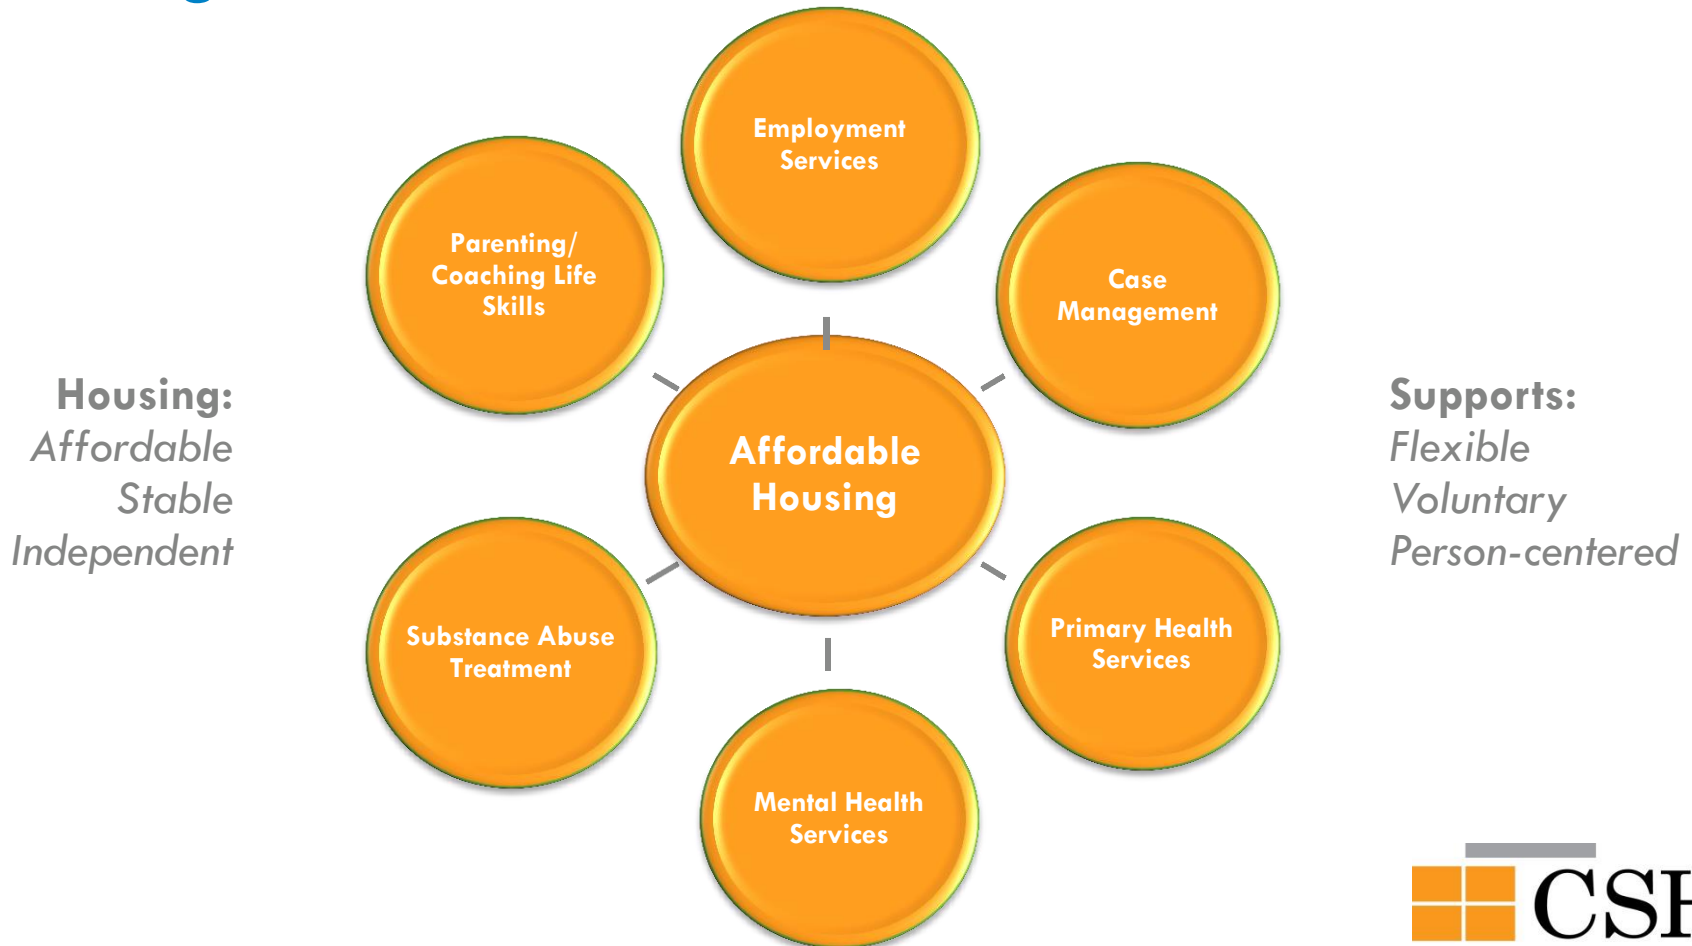 Employment
Services
Parenting/
Coaching Life
Skills
Case
Management
Housing:
Affordable
Stable
Independent
Affordable
Housing
Supports:
Flexible
Voluntary
Person-centered
Substance Abuse
Treatment
Primary Health
Services
Mental Health
Services
CSH